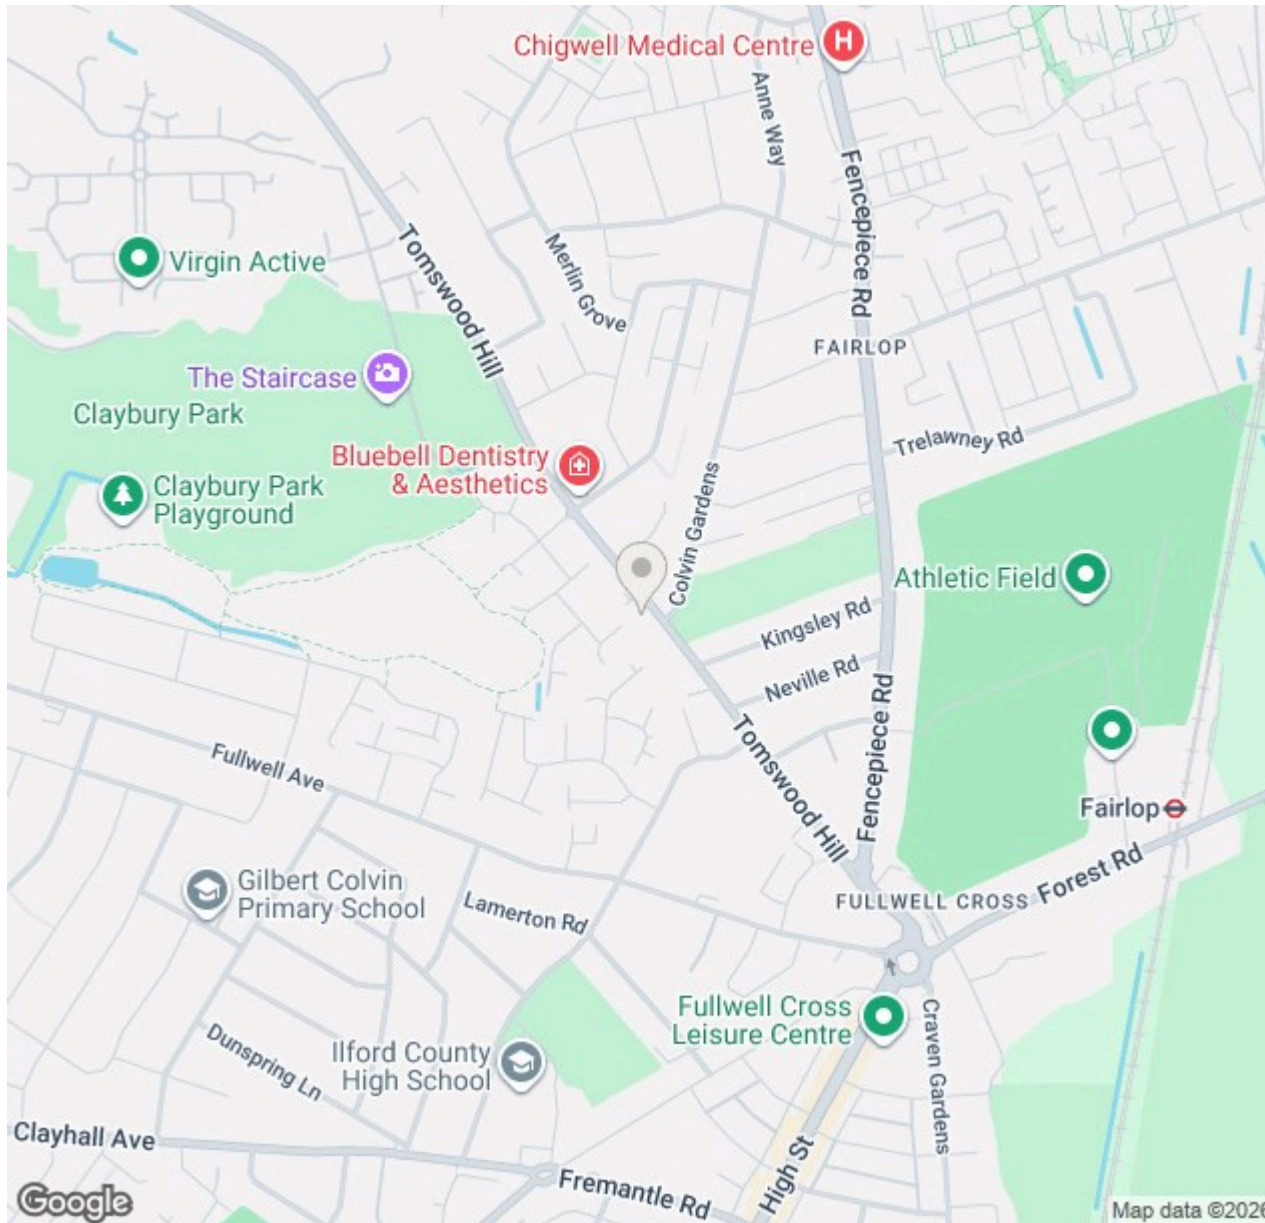 Chigwell Medical Centre
H
Anne Way
Fencepiece Rd
Tomswood Hill
Merlin Grove
Virgin Active
FAIRLOP
The Staircase
Claybury Park
Trelawney Rd
Bluebell Dentistry
& Aesthetics
Claybury Park
Playground
Colvin Gardens
Athletic Field
Kingsley Rd
Neville Rd
Fencepiece Rd
Tomswood Hill
Fullwell Ave
Fairlop
Gilbert Colvin
Primary School
Lamerton Rd
FULLWELL CROSS
Forest Rd
Fullwell Cross
Leisure Centre
Craven Gardens
Dunspring Ln
Ilford County
High School
Clayhall Ave
High St
Fremantle Rd
Google
Map data ©2026